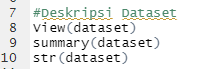 7 #Deskripsi Dataset
8 View(dataset)
9 summary(dataset)
10 str(dataset)